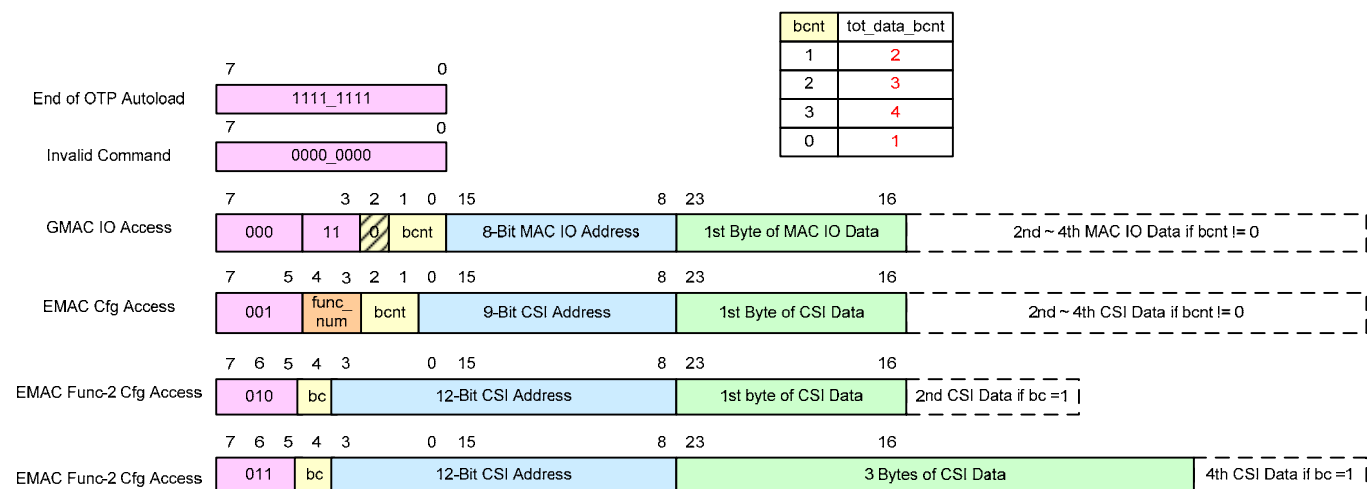 bcnt tot_data_bcnt
1 2
2 3
3 4
0 1
7 0
End of OTP Autoload 1111_1111
7 0
Invalid Command 0000_0000
7 3 2 1 0 15 8 23 16
GMAC IO Access 000 11 0 bcnt 8-Bit MAC IO Address 1st Byte of MAC IO Data 2nd ~ 4th MAC IO Data if bcnt != 0
7 5 4 3 2 1 0 15 8 23 16
EMAC Cfg Access 001 func_ num bcnt 9-Bit CSI Address 1st Byte of CSI Data 2nd ~ 4th CSI Data if bcnt != 0
7 6 5 4 3 0 15 8 23 16
EMAC Func-2 Cfg Access 010 bc 12-Bit CSI Address 1st byte of CSI Data 2nd CSI Data if bc =1
7 6 5 4 3 0 15 8 23 16
EMAC Func-2 Cfg Access 011 bc 12-Bit CSI Address 3 Bytes of CSI Data 4th CSI Data if bc =1